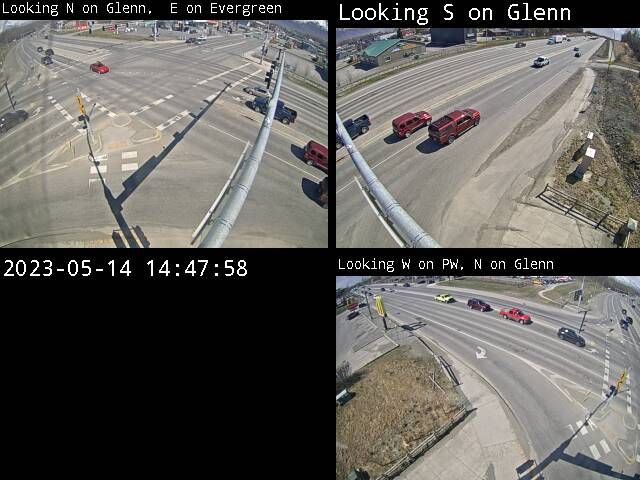 Looking N on Glenn, E on Evergreen
Looking S on Glenn
2023-05-14 14:47:58
Looking W on PW, N on Glenn